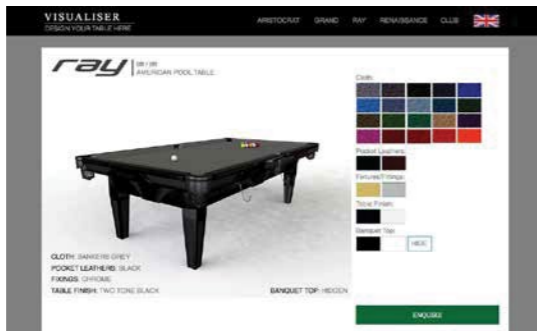 VISUALISER
DESIGN YOUR TABLE HERE
ARISTOCRAT GRAND RAY RENAISSANCE CLUB
ray
AMERICAN POOL TABLE
Cloth:
Pocket Leathers:
Fixtures/Fittings:
Table Finish:
Banquet Top:
HIDE
CLOTH: BANKERS GREY
POCKET LEATHERS: BLACK
FIXINGS: CHROME
TABLE FINISH: TWO TONE BLACK
BANQUET TOP: HIDDEN
ENQUIRE